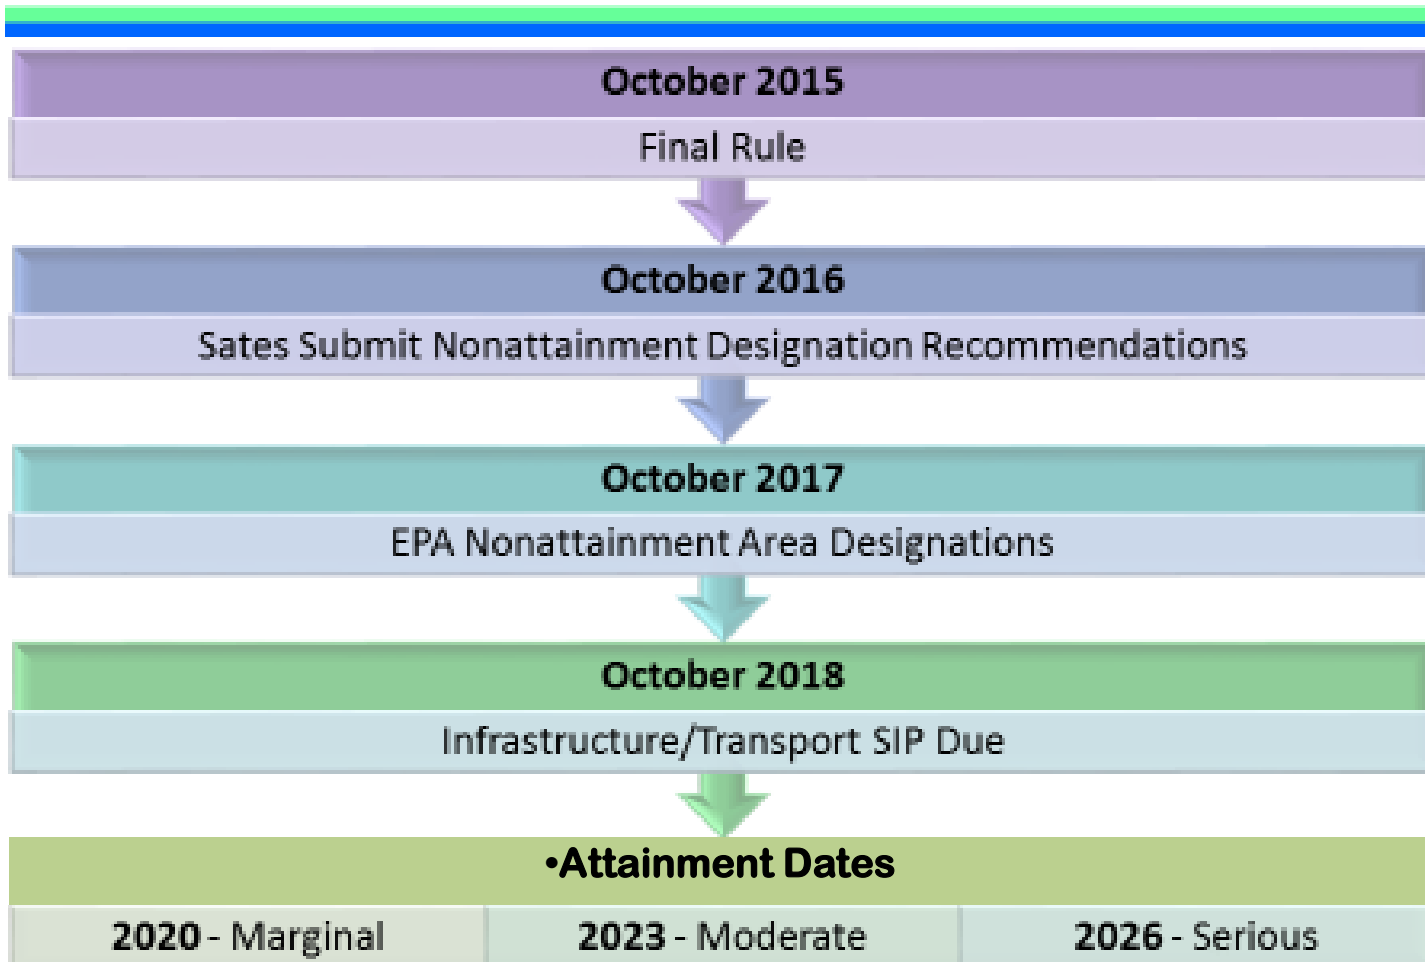 October 2015
Final Rule
October 2016
Sates Submit Nonattainment Designation Recommendations
October 2017
EPA Nonattainment Area Designations
October 2018
Infrastructure/Transport SIP Due
•Attainment Dates
2020 - Marginal
2023 - Moderate
2026 - Serious